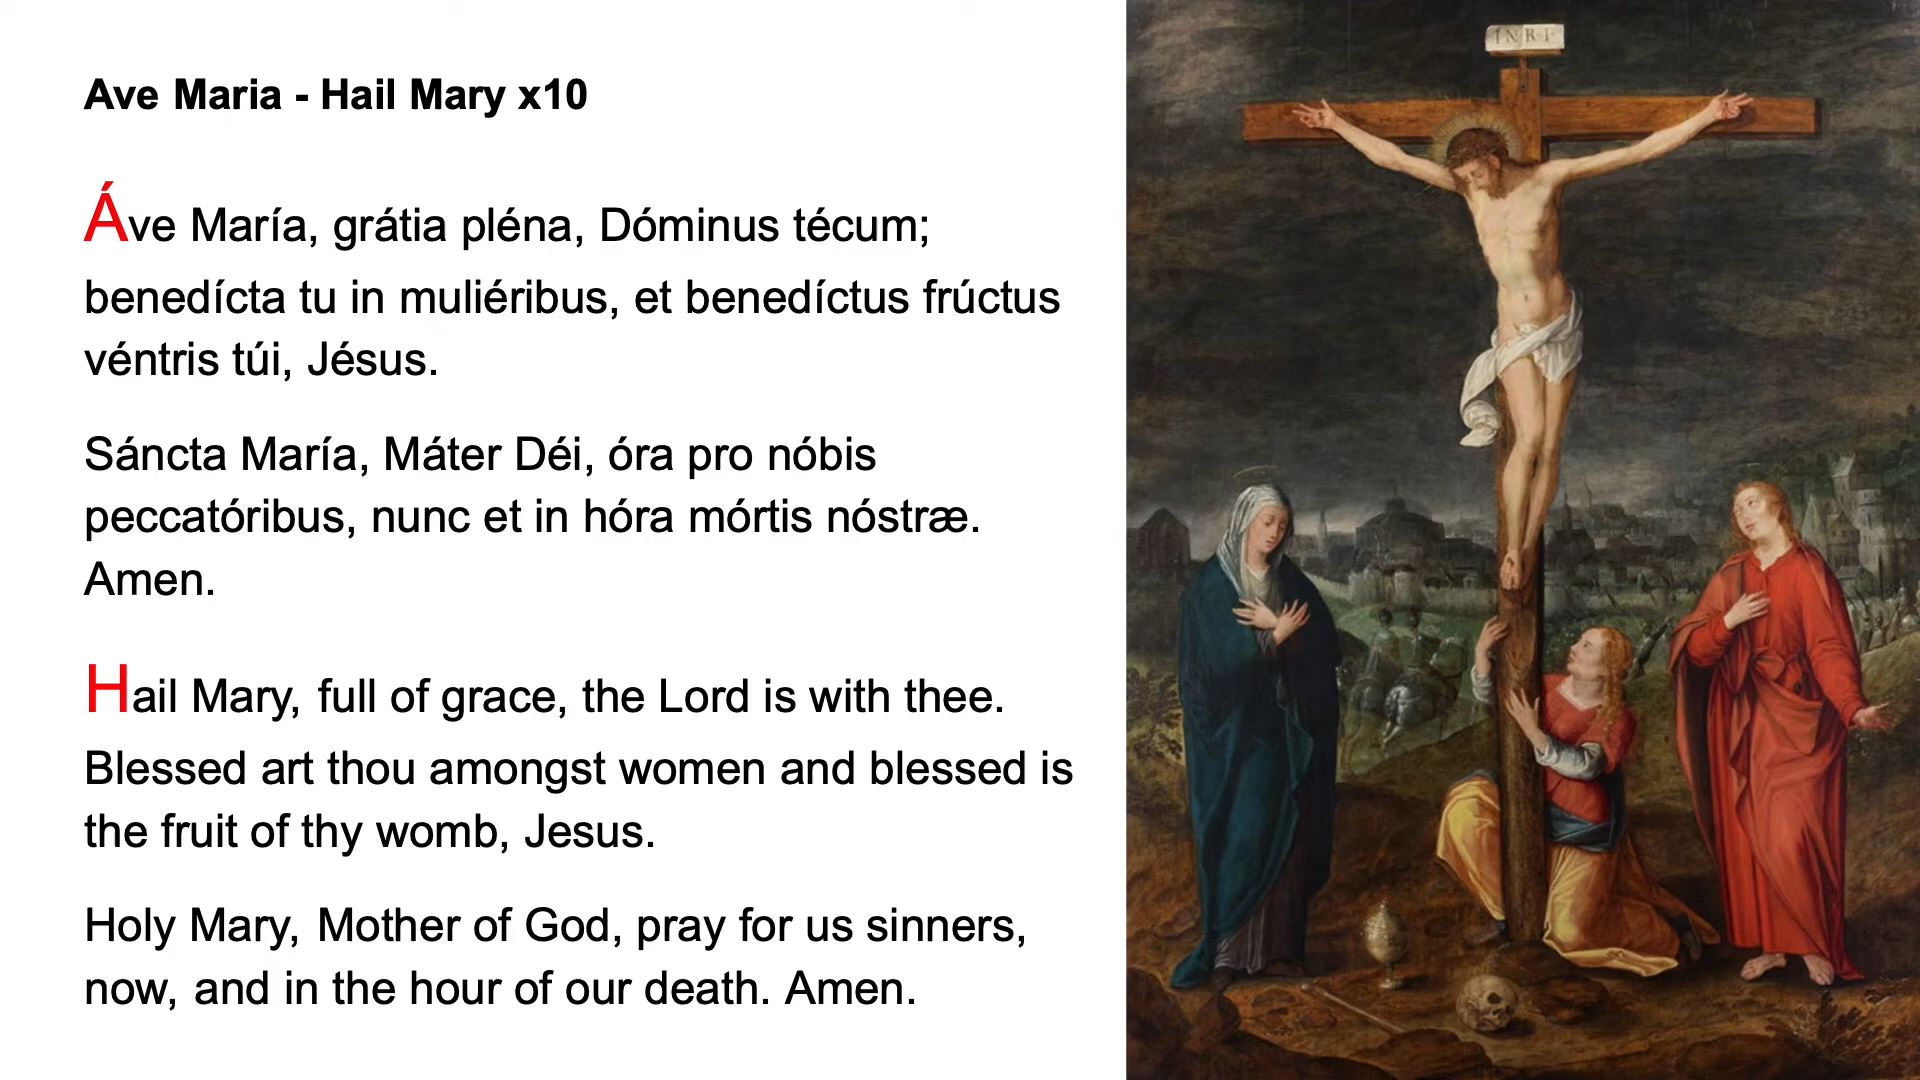 Ave Maria - Hail Mary x10
Áve María, grátia pléna, Dóminus técum;
benedícta tu in muliéribus, et benedíctus frúctus
véntris túi, Jésus.
Sáncta María, Máter Déi, óra pro nóbis
peccatóribus, nunc et in hóra mórtis nóstræ.
Amen.
Hail Mary, full of grace, the Lord is with thee.
Blessed art thou amongst women and blessed is
the fruit of thy womb, Jesus.
Holy Mary, Mother of God, pray for us sinners,
now, and in the hour of our death. Amen.
INRI